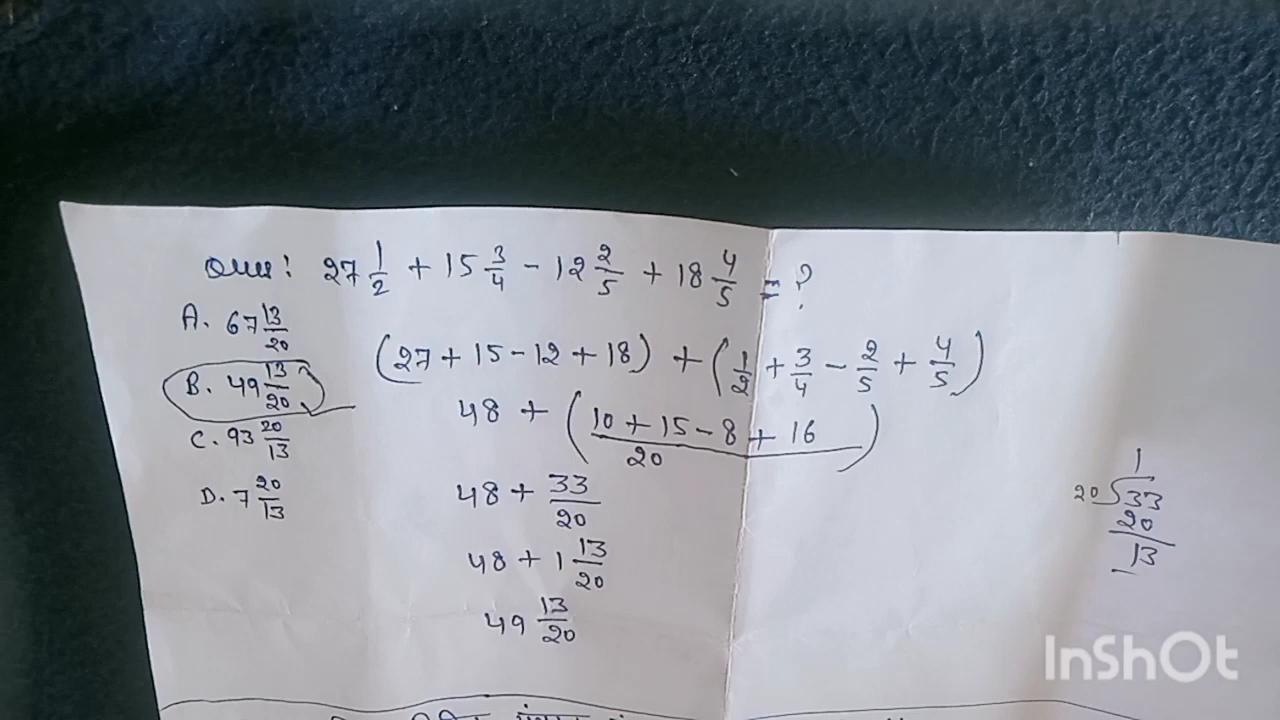 Ques! 27 1/2 + 15 3/4 - 12 2/5 + 18 4/5 = ?
A. 67 13/20
B. 49 13/20
C. 93 20/13
D. 7 20/13
(27 + 15 - 12 + 18) + (1/2 + 3/4 - 2/5 + 4/5)
48 + (10 + 15 - 8 + 16 / 20)
48 + 33/20
48 + 1 13/20
49 13/20
1
20 33
20
13
InShOt